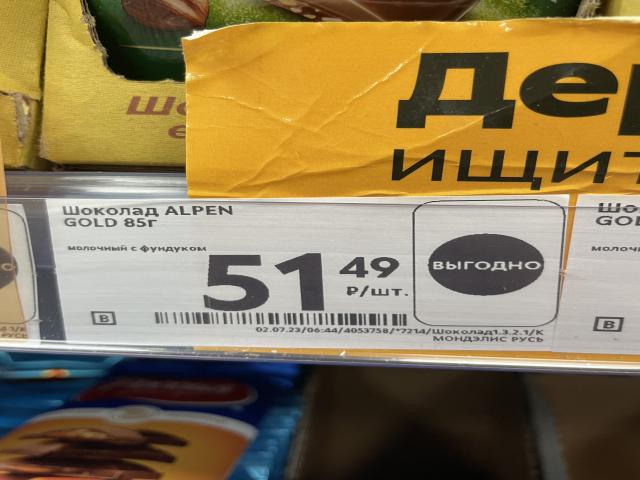 ищит
Шоколад ALPEN
GOLD 85г
молочный с фундуком
51 49
₽/шт.
ВЫГОДНО
В
02.07.23/06:44/4053758/*7214/Шоколад1.3.2.1/К
МОНДЭЛИС РУСЬ
GOL
В